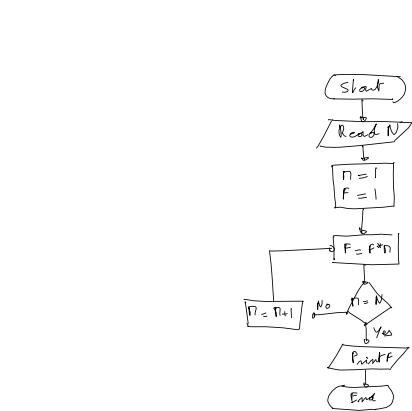 Start
Read N
n = 1
F = 1
F = F*n
n = N
No
n = n+1
Yes
Print F
End